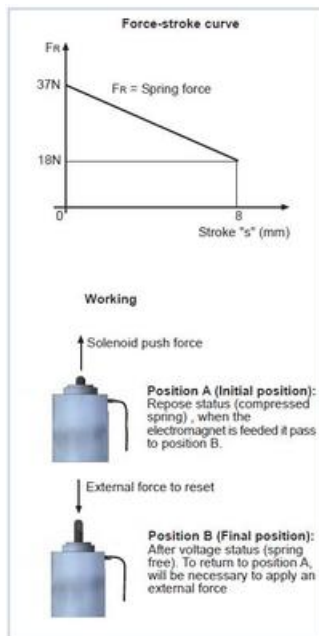 Force-stroke curve
FR
37N
FR = Spring force
18N
0
8
Stroke "s" (mm)
Working
Solenoid push force
Position A (Initial position):
Repose status (compressed
spring) , when the
electromagnet is feeded it pass
to position B.
External force to reset
Position B (Final position):
After voltage status (spring
free). To return to position A,
will be necessary to apply an
external force